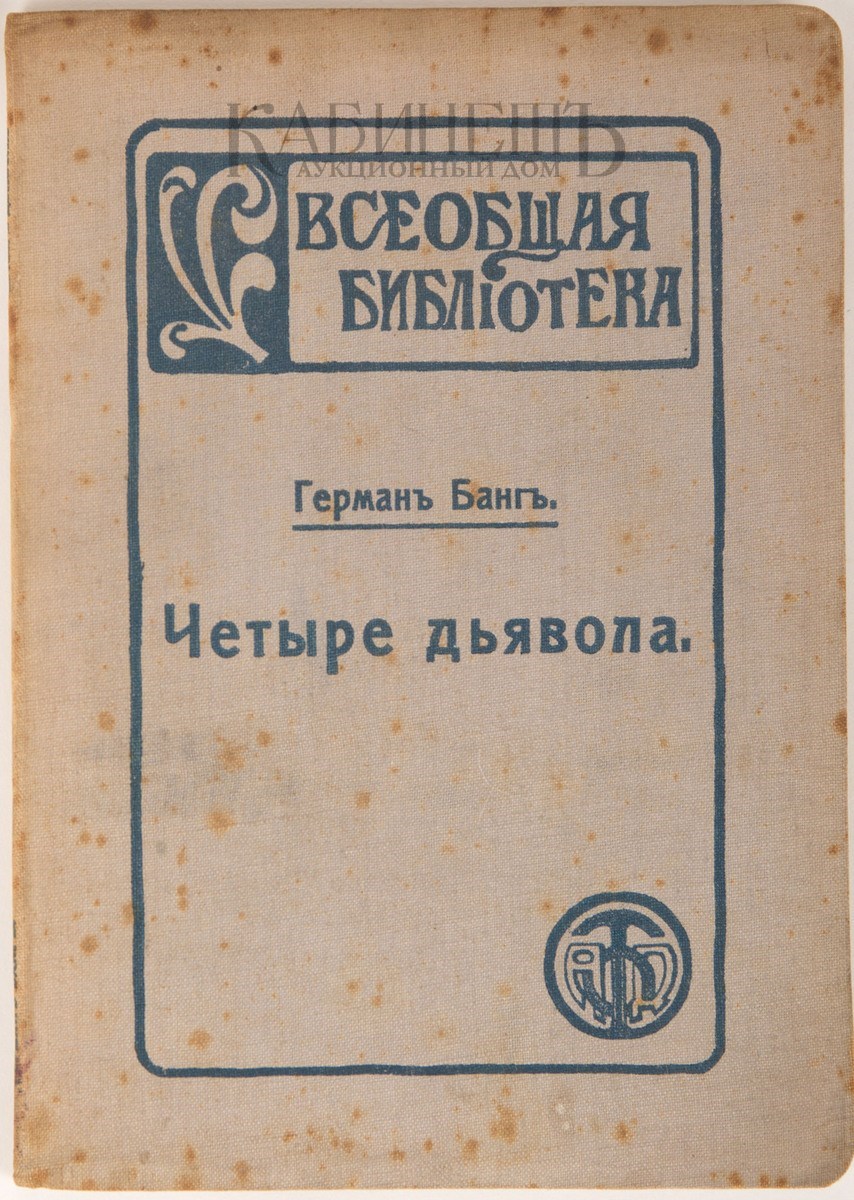 КАБИНЕТЪ
АУКЦИОННЫЙ ДОМ
ВСЕОБЩАЯ
БИБЛІОТЕКА
Германъ Бангъ.
Четыре дьявола.